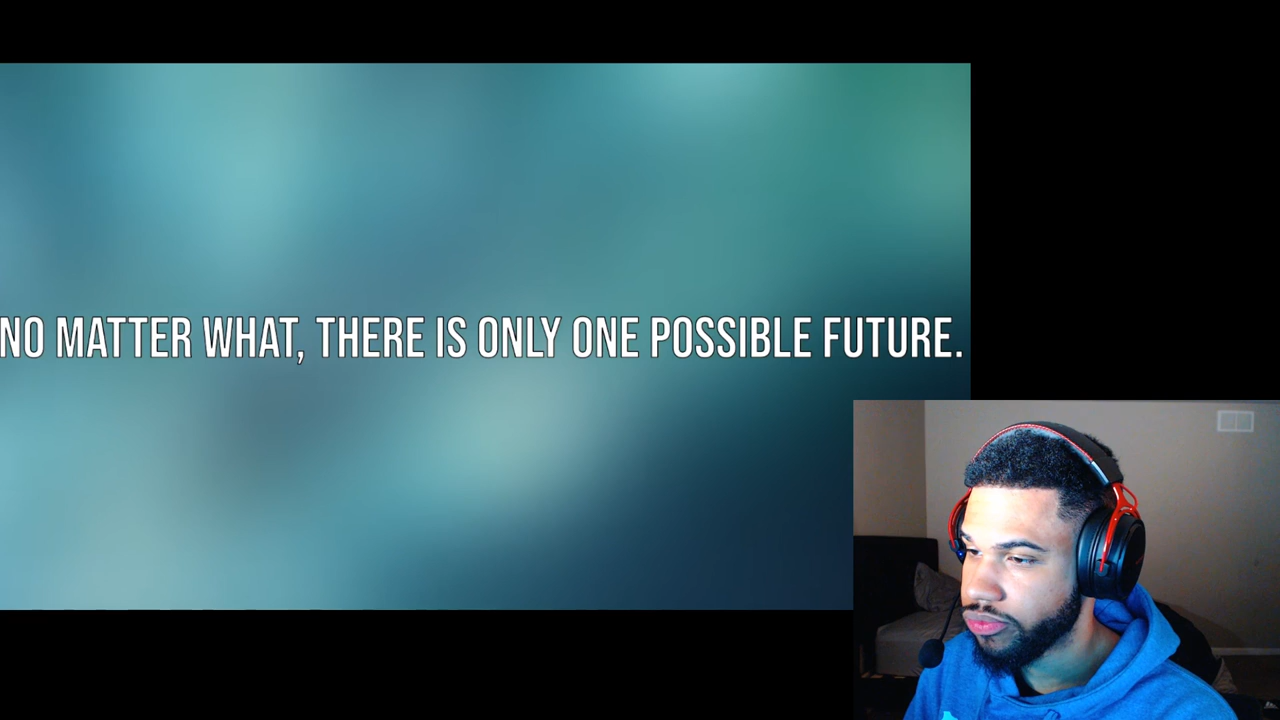 NO MATTER WHAT, THERE IS ONLY ONE POSSIBLE FUTURE.